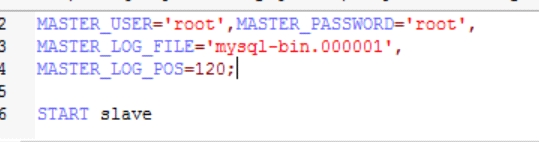 2 MASTER_USER='root',MASTER_PASSWORD='root',
3 MASTER_LOG_FILE='mysql-bin.000001',
4 MASTER_LOG_POS=120;
5
6 START slave